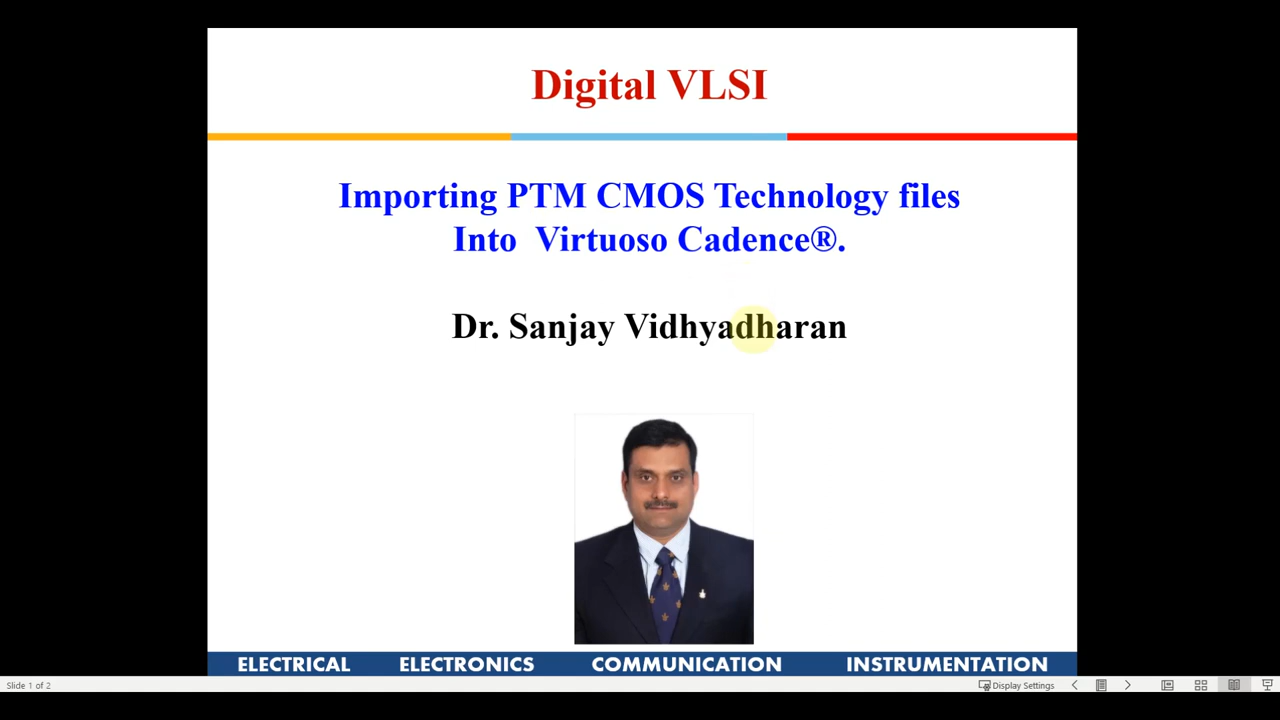 Digital VLSI
Importing PTM CMOS Technology files
Into Virtuoso Cadence®.
Dr. Sanjay Vidhyadharan
ELECTRICAL ELECTRONICS COMMUNICATION INSTRUMENTATION
Slide 1 of 2 Display Settings